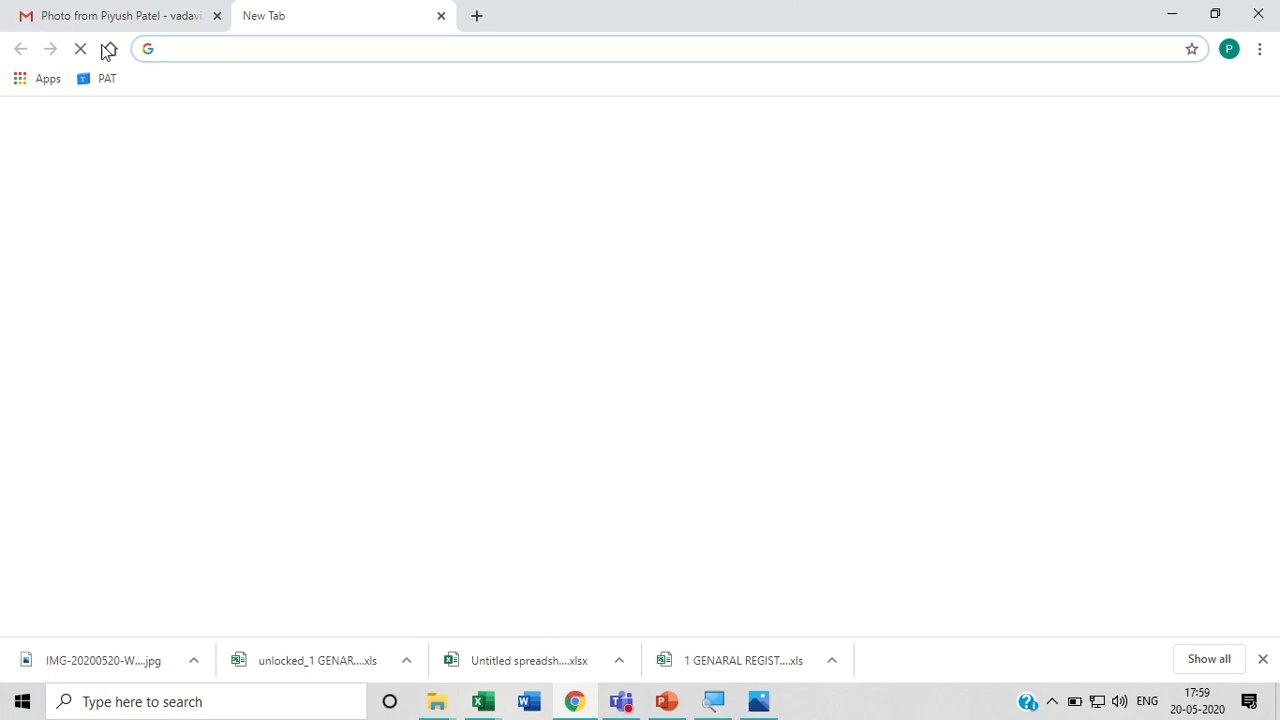 Photo from Piyush Patel - vadavi
New Tab
P
Apps
PAT
IMG-20200520-W....jpg
unlocked_1 GENAR....xls
Untitled spreadsh....xlsx
1 GENARAL REGIST....xls
Show all
Type here to search
ENG
17:59
20-05-2020